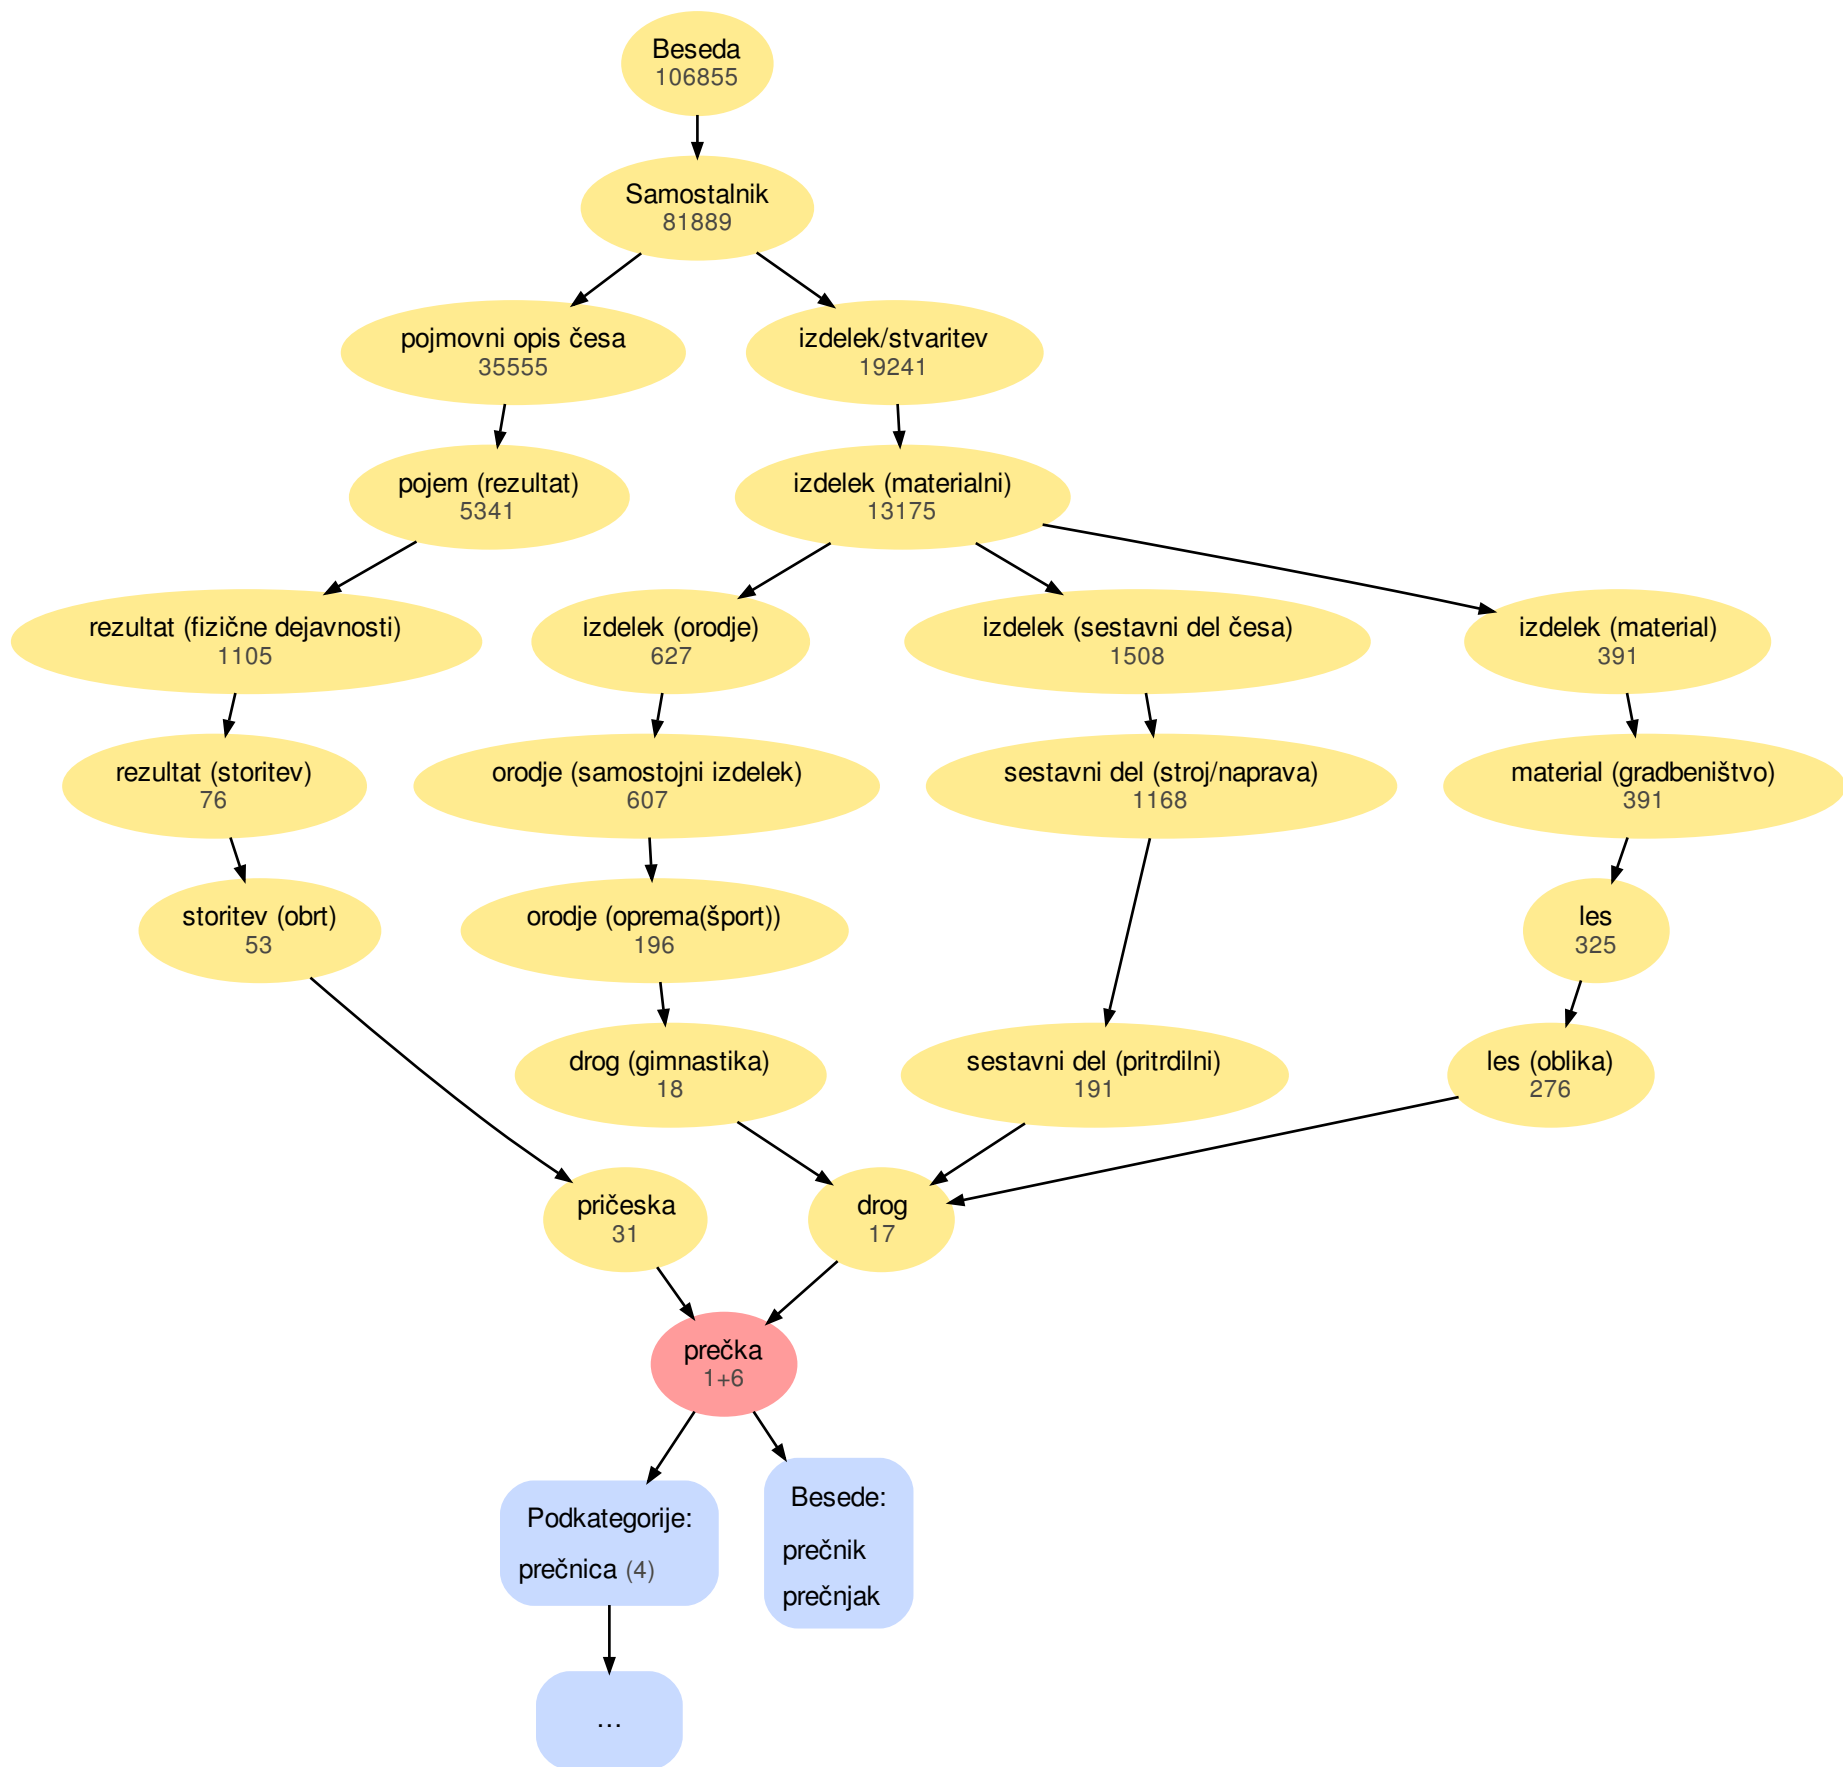 Beseda
106855
Samostalnik
81889
pojmovni opis česa
35555
izdelek/stvaritev
19241
pojem (rezultat)
5341
izdelek (materialni)
13175
rezultat (fizične dejavnosti)
1105
izdelek (orodje)
627
izdelek (sestavni del česa)
1508
izdelek (material)
391
rezultat (storitev)
76
orodje (samostojni izdelek)
607
sestavni del (stroj/naprava)
1168
material (gradbeništvo)
391
storitev (obrt)
53
orodje (oprema(šport))
196
les
325
drog (gimnastika)
18
sestavni del (pritrdilni)
191
les (oblika)
276
pričeska
31
drog
17
prečka
1+6
Podkategorije:
prečnica (4)
Besede:
prečnik
prečnjak
...